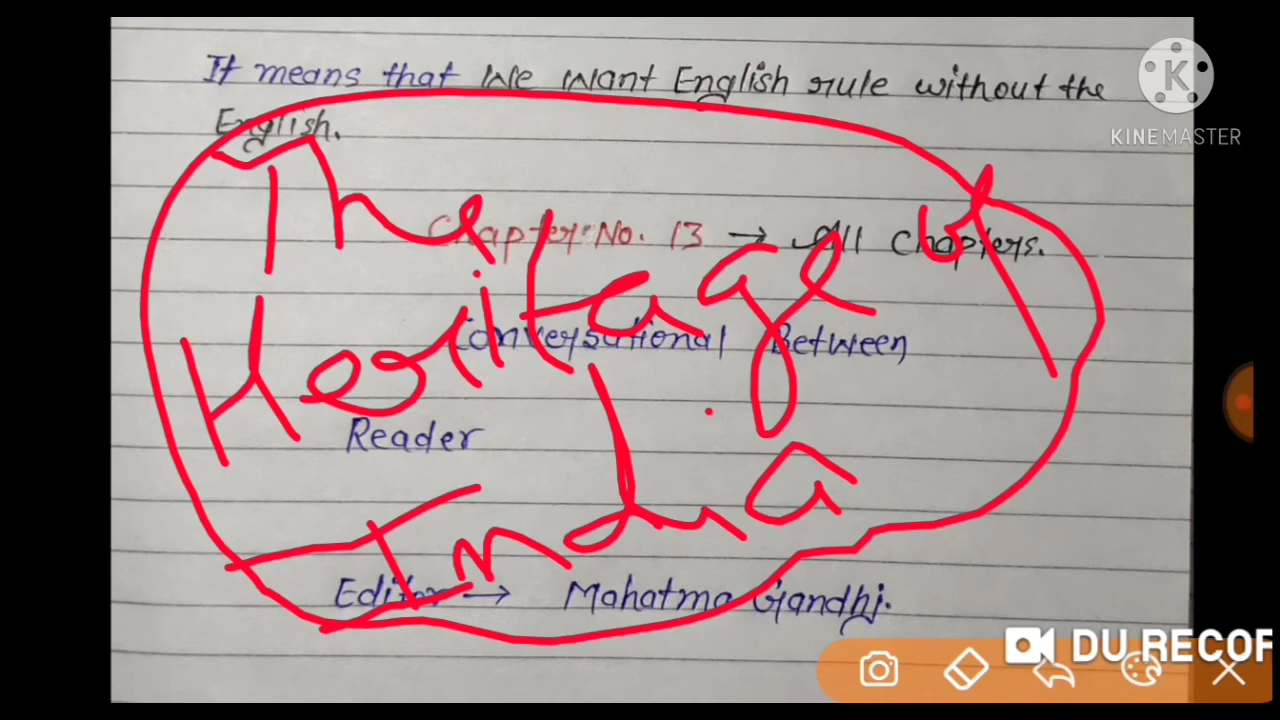 It means that We want English rule without the
English.
Chapter No. 13 → All Chapters.
Conversational Between
Reader
Editor → Mahatma Gandhi.
The
Heritage of
India
KINEMASTER
DU RECOR